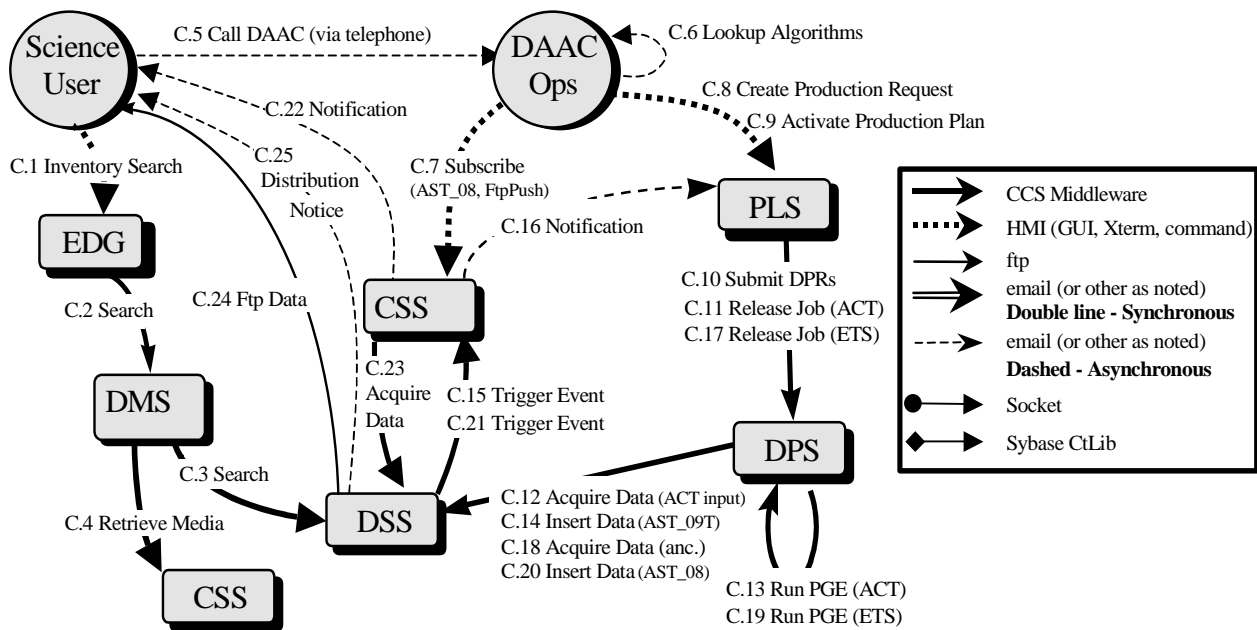 Science
User
C.5 Call DAAC (via telephone)
DAAC
Ops
C.6 Lookup Algorithms
C.8 Create Production Request
C.9 Activate Production Plan
C.22 Notification
C.1 Inventory Search
C.25
Distribution
Notice
C.7 Subscribe
(AST_08, FtpPush)
C.16 Notification
EDG
PLS
C.2 Search
C.24 Ftp Data
CSS
C.10 Submit DPRs
C.11 Release Job (ACT)
C.17 Release Job (ETS)
C.23
Acquire
Data
C.15 Trigger Event
C.21 Trigger Event
DMS
DPS
C.3 Search
C.4 Retrieve Media
DSS
C.12 Acquire Data (ACT input)
C.14 Insert Data (AST_09T)
C.18 Acquire Data (anc.)
C.20 Insert Data (AST_08)
CSS
C.13 Run PGE (ACT)
C.19 Run PGE (ETS)
CCS Middleware
HMI (GUI, Xterm, command)
ftp
email (or other as noted)
Double line - Synchronous
email (or other as noted)
Dashed - Asynchronous
Socket
Sybase CtLib